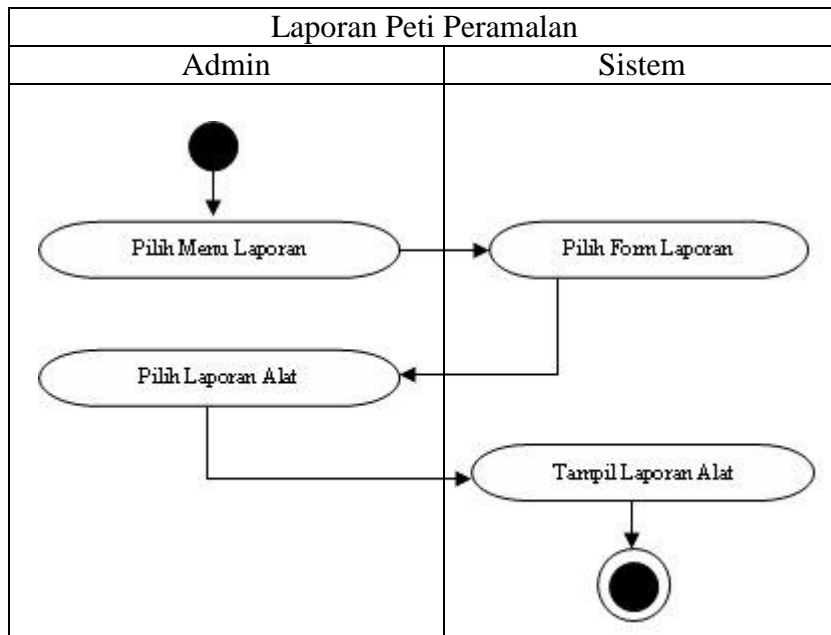 Laporan Peti Peramalan
Admin
Sistem
Pilih Menu Laporan
Pilih Form Laporan
Pilih Laporan Alat
Tampil Laporan Alat